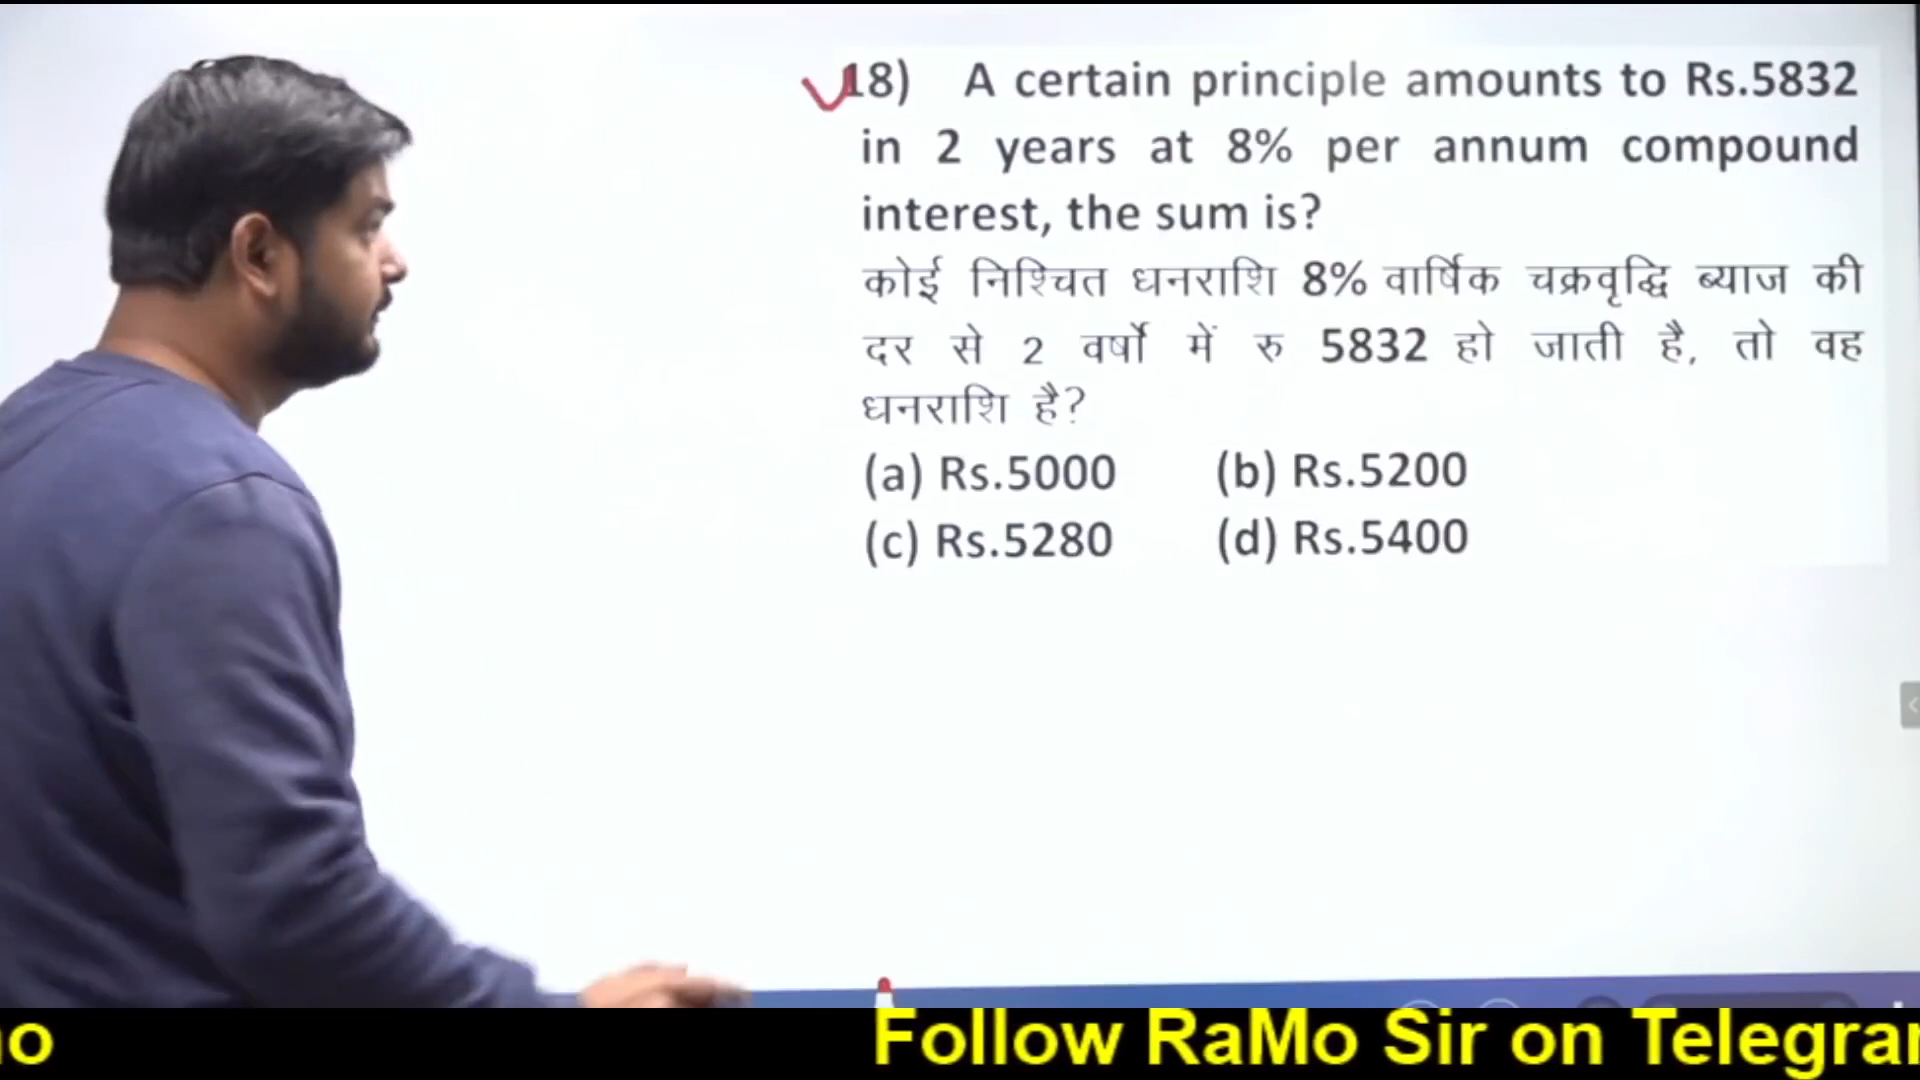 18) A certain principle amounts to Rs.5832
in 2 years at 8% per annum compound
interest, the sum is?
कोई निश्चित धनराशि 8% वार्षिक चक्रवृद्धि ब्याज की
दर से 2 वर्षों में रु 5832 हो जाती है, तो वह
धनराशि है?
(a) Rs.5000 (b) Rs.5200
(c) Rs.5280 (d) Rs.5400
Follow RaMo Sir on